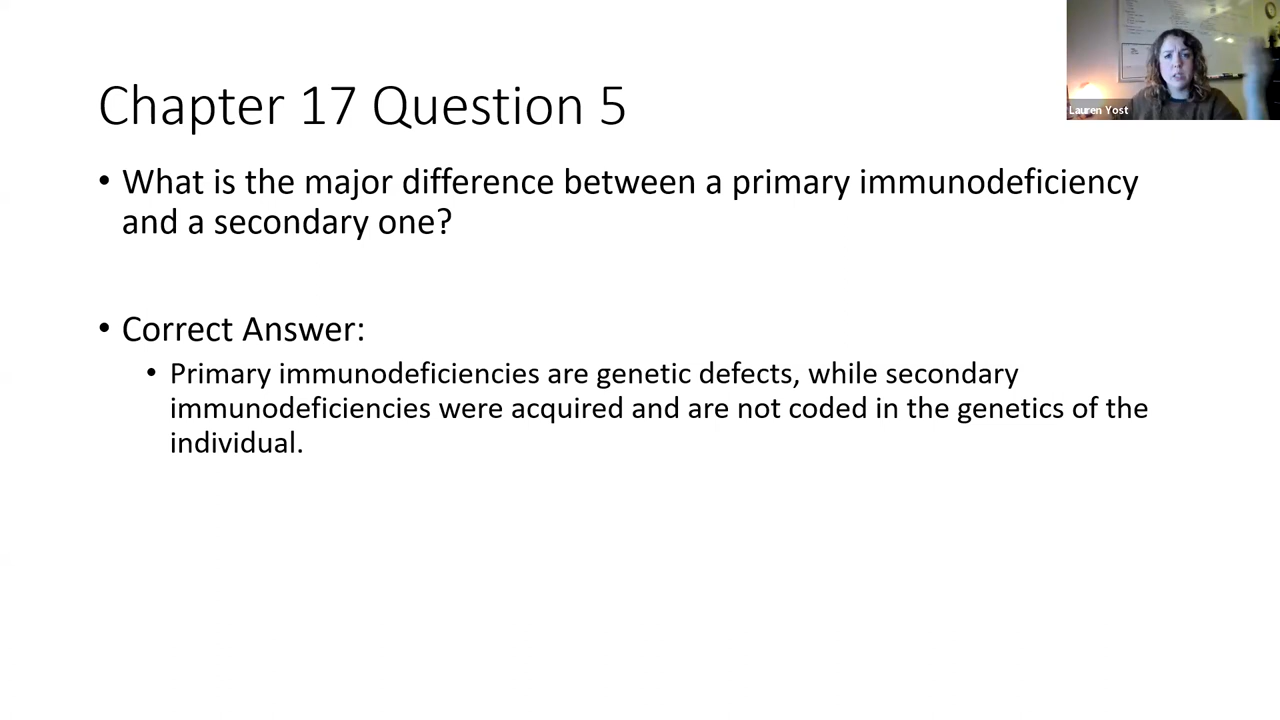 Chapter 17 Question 5
Lauren Yost
• What is the major difference between a primary immunodeficiency
and a secondary one?
• Correct Answer:
• Primary immunodeficiencies are genetic defects, while secondary
immunodeficiencies were acquired and are not coded in the genetics of the
individual.